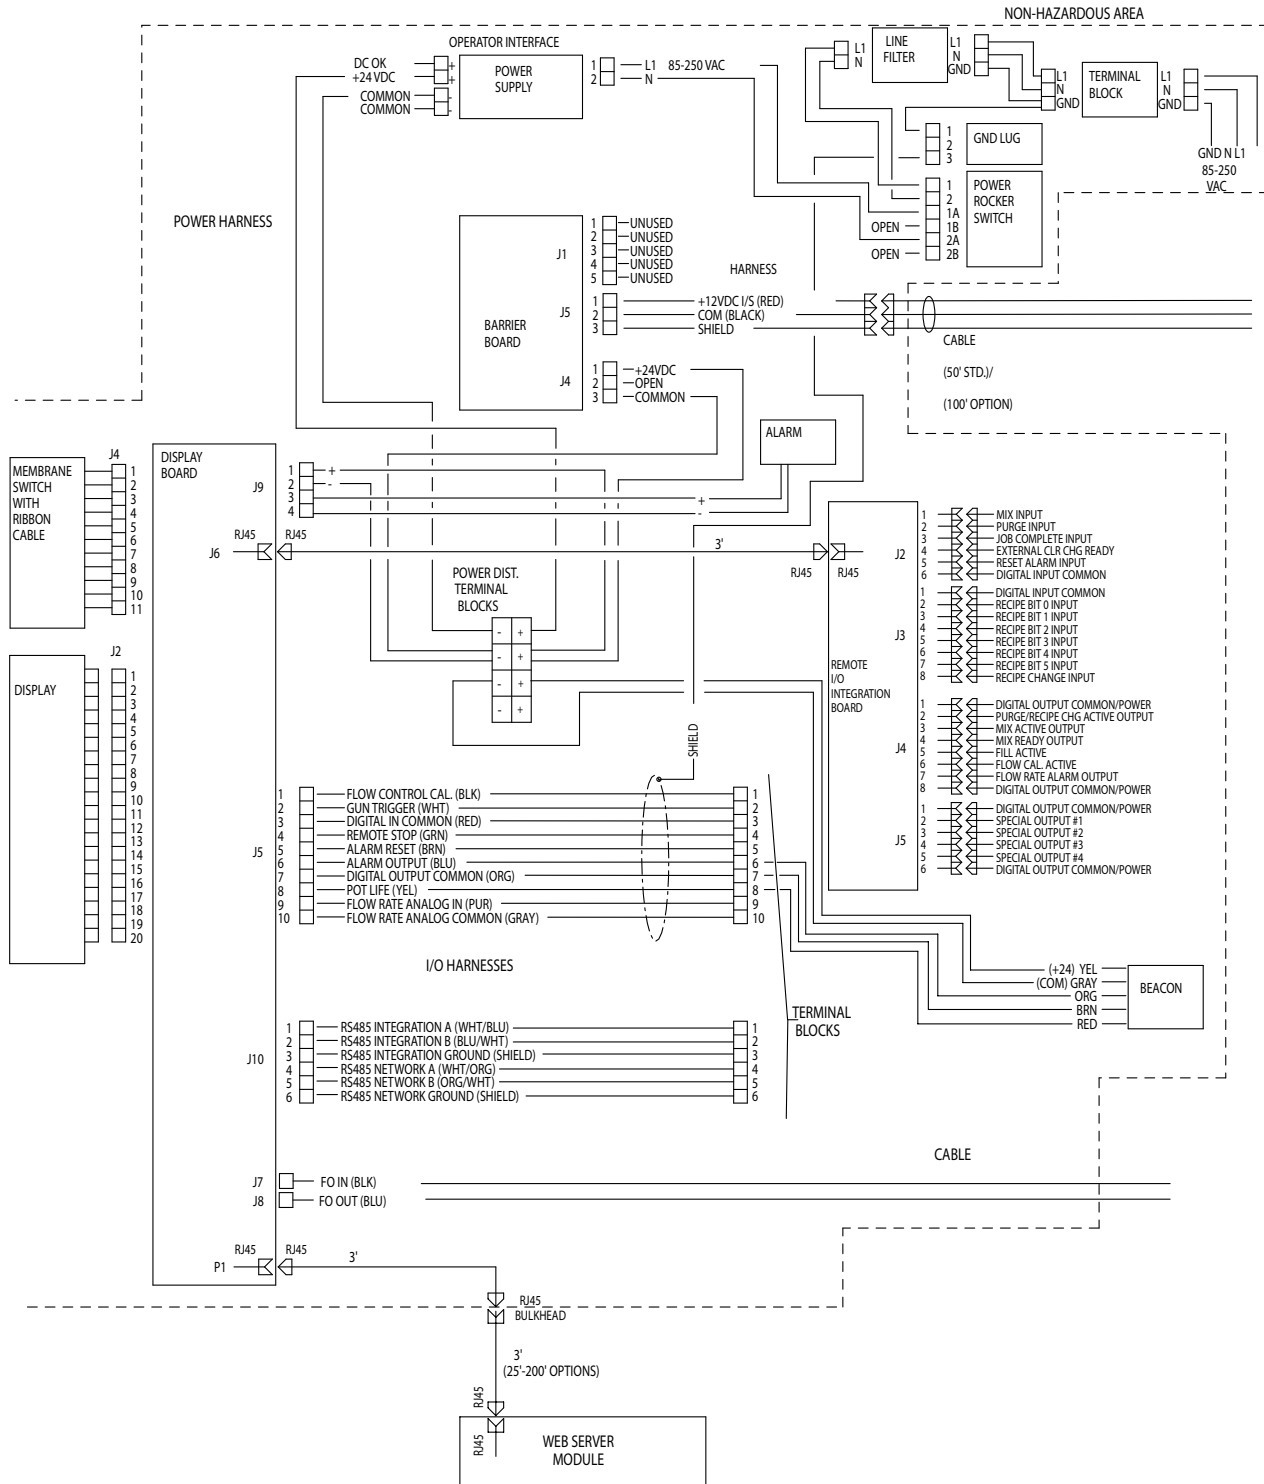 NON-HAZARDOUS AREA
OPERATOR INTERFACE
DC OK
+24 VDC
COMMON
COMMON
+
+
-
-
POWER
SUPPLY
1
2
L1 85-250 VAC
N
L1
N
LINE
FILTER
L1
N
GND
L1
N
GND
TERMINAL
BLOCK
L1
N
GND
GND N L1
85-250
VAC
1
2
3
GND LUG
1
2
1A
1B
2A
2B
OPEN
OPEN
POWER
ROCKER
SWITCH
POWER HARNESS
BARRIER
BOARD
J1
1
2
3
4
5
UNUSED
UNUSED
UNUSED
UNUSED
UNUSED
HARNESS
J5
1
2
3
+12VDC I/S (RED)
COM (BLACK)
SHIELD
CABLE
(50' STD.)/
(100' OPTION)
J4
1
2
3
+24VDC
OPEN
COMMON
ALARM
MEMBRANE
SWITCH
WITH
RIBBON
CABLE
J4
1
2
3
4
5
6
7
8
9
10
11
DISPLAY
BOARD
J9
1
2
3
4
+
-
+
-
J6
RJ45
RJ45
3'
RJ45
RJ45
POWER DIST.
TERMINAL
BLOCKS
- +
- +
- +
- +
DISPLAY
J2
1
2
3
4
5
6
7
8
9
10
11
12
13
14
15
16
17
18
19
20
REMOTE
I/O
INTEGRATION
BOARD
J2
1 MIX INPUT
2 PURGE INPUT
3 JOB COMPLETE INPUT
4 EXTERNAL CLR CHG READY
5 RESET ALARM INPUT
6 DIGITAL INPUT COMMON
J3
1 DIGITAL INPUT COMMON
2 RECIPE BIT 0 INPUT
3 RECIPE BIT 1 INPUT
4 RECIPE BIT 2 INPUT
5 RECIPE BIT 3 INPUT
6 RECIPE BIT 4 INPUT
7 RECIPE BIT 5 INPUT
8 RECIPE CHANGE INPUT
J4
1 DIGITAL OUTPUT COMMON/POWER
2 PURGE/RECIPE CHG ACTIVE OUTPUT
3 MIX ACTIVE OUTPUT
4 MIX READY OUTPUT
5 FILL ACTIVE
6 FLOW CAL. ACTIVE
7 FLOW RATE ALARM OUTPUT
8 DIGITAL OUTPUT COMMON/POWER
J5
1 DIGITAL OUTPUT COMMON/POWER
2 SPECIAL OUTPUT #1
3 SPECIAL OUTPUT #2
4 SPECIAL OUTPUT #3
5 SPECIAL OUTPUT #4
6 DIGITAL OUTPUT COMMON/POWER
SHIELD
J5
1 FLOW CONTROL CAL. (BLK) 1
2 GUN TRIGGER (WHT) 2
3 DIGITAL IN COMMON (RED) 3
4 REMOTE STOP (GRN) 4
5 ALARM RESET (BRN) 5
6 ALARM OUTPUT (BLU) 6
7 DIGITAL OUTPUT COMMON (ORG) 7
8 POT LIFE (YEL) 8
9 FLOW RATE ANALOG IN (PUR) 9
10 FLOW RATE ANALOG COMMON (GRAY) 10
I/O HARNESSES
TERMINAL
BLOCKS
(+24) YEL
(COM) GRAY
ORG
BRN
RED
BEACON
J10
1 RS485 INTEGRATION A (WHT/BLU) 1
2 RS485 INTEGRATION B (BLU/WHT) 2
3 RS485 INTEGRATION GROUND (SHIELD) 3
4 RS485 NETWORK A (WHT/ORG) 4
5 RS485 NETWORK B (ORG/WHT) 5
6 RS485 NETWORK GROUND (SHIELD) 6
CABLE
J7 FO IN (BLK)
J8 FO OUT (BLU)
P1
RJ45
RJ45
3'
RJ45
BULKHEAD
3'
(25'-200' OPTIONS)
RJ45
RJ45
WEB SERVER
MODULE